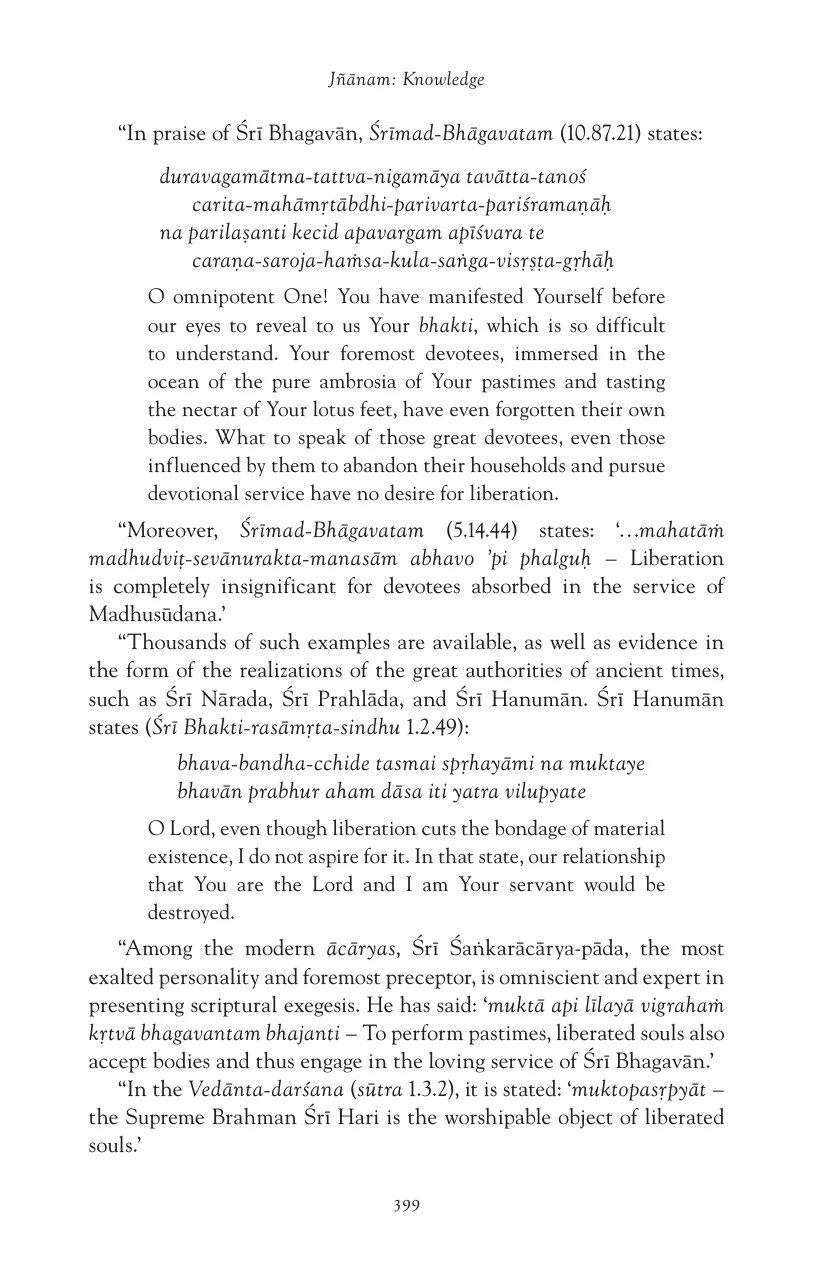 Jñānam: Knowledge
“In praise of Śrī Bhagavān, Śrīmad-Bhāgavatam (10.87.21) states:
duravagamātma-tattva-nigamāya tavātta-tanoś
carita-mahāmṛtābdhi-parivarta-pariśramaṇāḥ
na parilaṣanti kecid apavargam apīśvara te
caraṇa-saroja-haṁsa-kula-saṅga-visṛṣṭa-gṛhāḥ
O omnipotent One! You have manifested Yourself before
our eyes to reveal to us Your bhakti, which is so difficult
to understand. Your foremost devotees, immersed in the
ocean of the pure ambrosia of Your pastimes and tasting
the nectar of Your lotus feet, have even forgotten their own
bodies. What to speak of those great devotees, even those
influenced by them to abandon their households and pursue
devotional service have no desire for liberation.
“Moreover, Śrīmad-Bhāgavatam (5.14.44) states: ‘…mahatāṁ
madhudviṭ-sevānurakta-manasām abhavo ’pi phalguḥ – Liberation
is completely insignificant for devotees absorbed in the service of
Madhusūdana.’
“Thousands of such examples are available, as well as evidence in
the form of the realizations of the great authorities of ancient times,
such as Śrī Nārada, Śrī Prahlāda, and Śrī Hanumān. Śrī Hanumān
states (Śrī Bhakti-rasāmṛta-sindhu 1.2.49):
bhava-bandha-cchide tasmai spṛhayāmi na muktaye
bhavān prabhur aham dāsa iti yatra vilupyate
O Lord, even though liberation cuts the bondage of material
existence, I do not aspire for it. In that state, our relationship
that You are the Lord and I am Your servant would be
destroyed.
“Among the modern ācāryas, Śrī Śaṅkarācārya-pāda, the most
exalted personality and foremost preceptor, is omniscient and expert in
presenting scriptural exegesis. He has said: ‘muktā api līlayā vigrahaṁ
kṛtvā bhagavantam bhajanti – To perform pastimes, liberated souls also
accept bodies and thus engage in the loving service of Śrī Bhagavān.’
“In the Vedānta-darśana (sūtra 1.3.2), it is stated: ‘muktopasṛpyāt –
the Supreme Brahman Śrī Hari is the worshipable object of liberated
souls.’
399